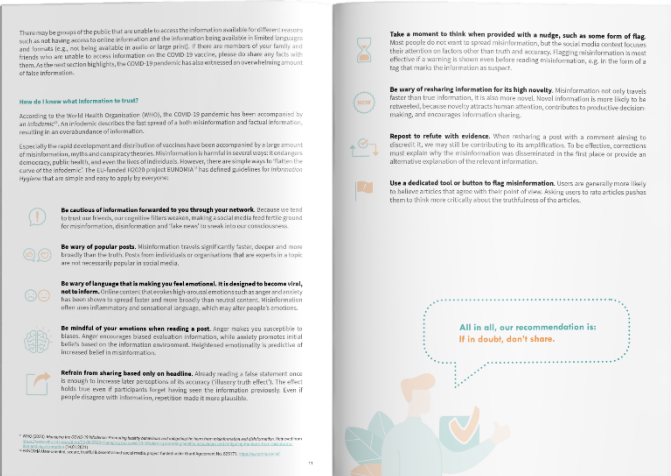 There may be groups of the public that are unable to access the information available for different reasons
such as not having access to online information and the information being available in limited languages
and formats (e.g., not being available in audio or large print). If there are members of your family and
friends who are unable to access information on the COVID-19 vaccine, please do share any facts with
them. As the next section highlights, the COVID-19 pandemic has also witnessed an overwhelming amount
of false information.
How do I know what information to trust?
According to the World Health Organisation (WHO), the COVID-19 pandemic has been accompanied by
an infodemic. An infodemic describes the fast spread of a both misinformation and factual information,
resulting in an overabundance of information.
Especially the rapid development and distribution of vaccines have been accompanied by a large amount
of misinformation, myths and conspiracy theories. Misinformation is harmful in several ways: it endangers
democracy, public health, and even the lives of individuals. However, there are simple ways to 'flatten the
curve of the infodemic'. The EU-funded H2020 project EUNOMIA has defined guidelines for Information
Hygiene that are simple and easy to apply by everyone:
Be cautious of information forwarded to you through your network. Because we tend
to trust our friends, our cognitive filters weaken, making a social media feed fertile ground
for misinformation, disinformation and 'fake news' to sneak into our consciousness.
Be wary of popular posts. Misinformation travels significantly faster, deeper and more
broadly than the truth. Posts from individuals or organisations that are experts in a topic
are not necessarily popular in social media.
Be wary of language that is making you feel emotional. It is designed to become viral,
not to inform. Online content that evokes high-arousal emotions such as anger and anxiety
has been shown to spread faster and more broadly than neutral content. Misinformation
often uses inflammatory and sensational language, which may alter people's emotions.
Be mindful of your emotions when reading a post. Anger makes you susceptible to
biases. Anger encourages biased evaluation information, while anxiety promotes initial
beliefs based on the information environment. Heightened emotionality is predictive of
increased belief in misinformation.
Refrain from sharing based only on headline. Already reading a false statement once
is enough to increase later perceptions of its accuracy ('illusory truth effect'). The effect
holds true even if participants forget having seen the information previously. Even if
people disagree with information, repetition made it more plausible.
Take a moment to think when provided with a nudge, such as some form of flag.
Most people do not want to spread misinformation, but the social media context focuses
their attention on factors other than truth and accuracy. Flagging misinformation is most
effective if a warning is shown even before reading misinformation, e.g. in the form of a
tag that marks the information as suspect.
Be wary of resharing information for its high novelty. Misinformation not only travels
faster than true information, it is also more novel. Novel information is more likely to be
retweeted, because novelty attracts human attention, contributes to productive decision-
making, and encourages information sharing.
Repost to refute with evidence. When resharing a post with a comment aiming to
discredit it, we may still be contributing to its amplification. To be effective, corrections
must explain why the misinformation was disseminated in the first place or provide an
alternative explanation of the relevant information.
Use a dedicated tool or button to flag misinformation. Users are generally more likely
to believe articles that agree with their point of view. Asking users to rate articles pushes
them to think more critically about the truthfulness of the articles.
All in all, our recommendation is:
If in doubt, don't share.